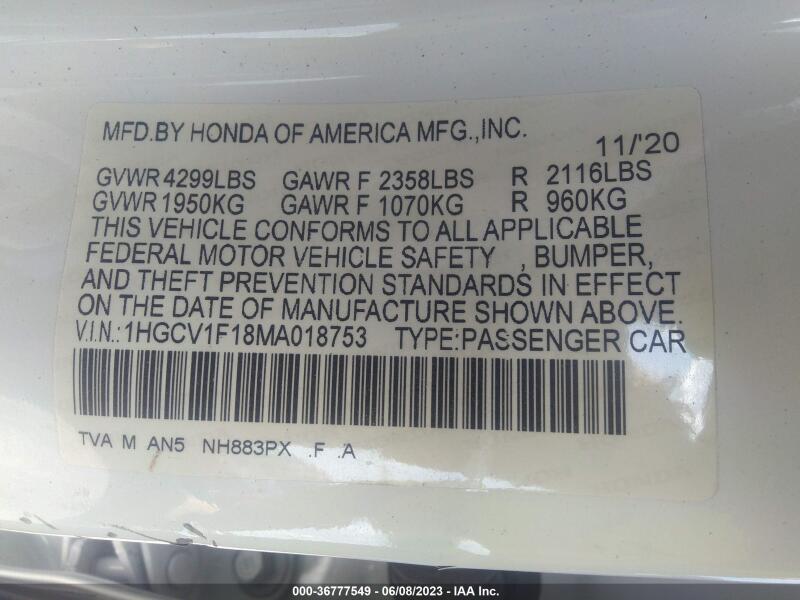 MFD.BY HONDA OF AMERICA MFG.,INC. 11/'20
GVWR 4299LBS GAWR F 2358LBS R 2116LBS
GVWR 1950KG GAWR F 1070KG R 960KG
THIS VEHICLE CONFORMS TO ALL APPLICABLE
FEDERAL MOTOR VEHICLE SAFETY , BUMPER,
AND THEFT PREVENTION STANDARDS IN EFFECT
ON THE DATE OF MANUFACTURE SHOWN ABOVE.
V.I.N.:1HGCV1F18MA018753 TYPE:PASSENGER CAR
TVA M AN5 NH883PX .F .A
HONDA
000-36777549 - 06/08/2023 - IAA Inc.